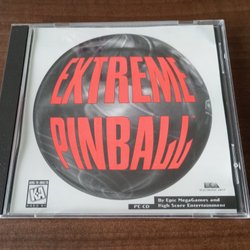 EXTREME
PINBALL
PC CD
By Epic MegaGames and
High Score Entertainment